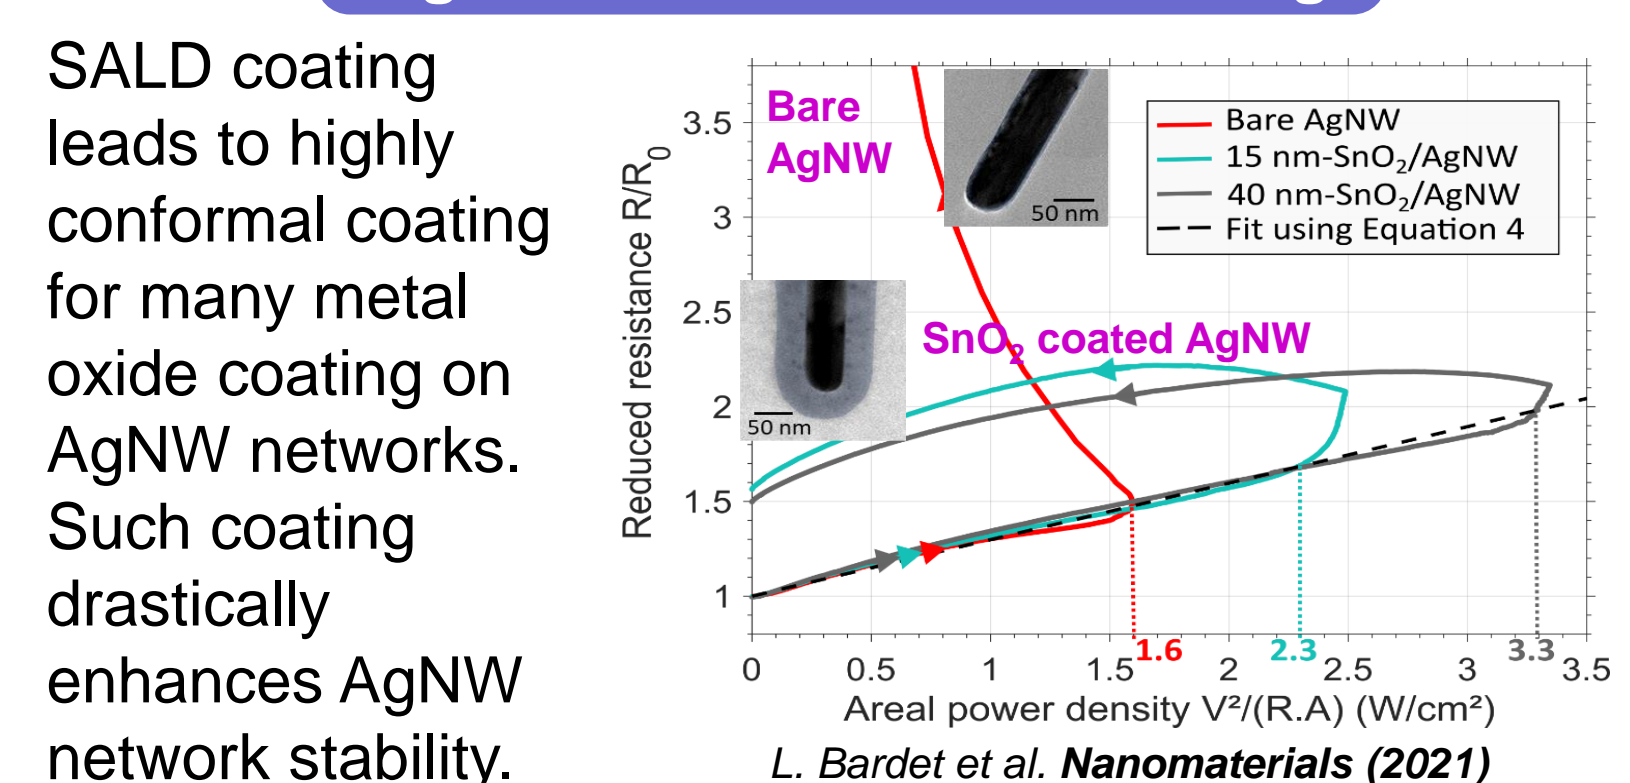 SALD coating
leads to highly
conformal coating
for many metal
oxide coating on
AgNW networks.
Such coating
drastically
enhances AgNW
network stability.
Reduced resistance R/R₀
3.5
3
2.5
2
1.5
1
Bare
AgNW
50 nm
Bare AgNW
15 nm-SnO₂/AgNW
40 nm-SnO₂/AgNW
Fit using Equation 4
SnO₂ coated AgNW
50 nm
1.6
2.3
3.3
0 0.5 1 1.5 2 2.5 3 3.5
Areal power density V²/(R.A) (W/cm²)
L. Bardet et al. Nanomaterials (2021)